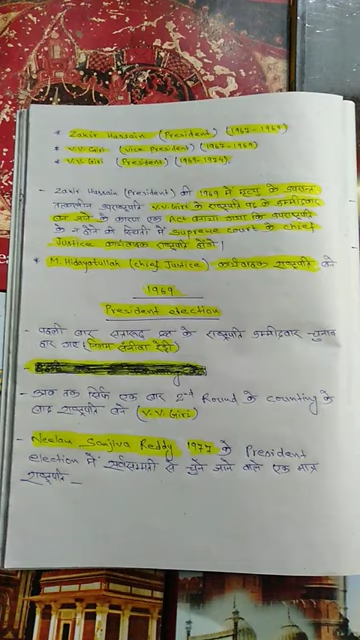 * Zakir Hussain (President) (1967-1969)
* V.V. Giri (Vice President) (1967-1969)
* V.V. Giri (President) (1969-1974)
- Zakir Hussain (President) की 1969 में मृत्यु के उपरान्त
तत्कालीन उपराष्ट्रपति V.V. Giri के राष्ट्रपति पद के उम्मीदवार
बन जाने के कारण एक Act बनाया गया कि उपराष्ट्रपति
के न होने की स्थिति में Supreme court के chief
Justice कार्यवाहक राष्ट्रपति होंगे।
* M. Hidayatullah (chief Justice) कार्यवाहक राष्ट्रपति बने
1969
President election
- पहली बार सत्तारूढ़ दल के राष्ट्रपति उम्मीदवार चुनाव
हार गए (नीलम संजीवा रेड्डी)
- अब तक सिर्फ एक बार 2nd Round के counting के
बाद राष्ट्रपति बने (V.V. Giri)
- Neelam Sanjiva Reddy 1977 के President
election में सर्वसम्मती से चुने जाने वाले एक मात्र
राष्ट्रपति